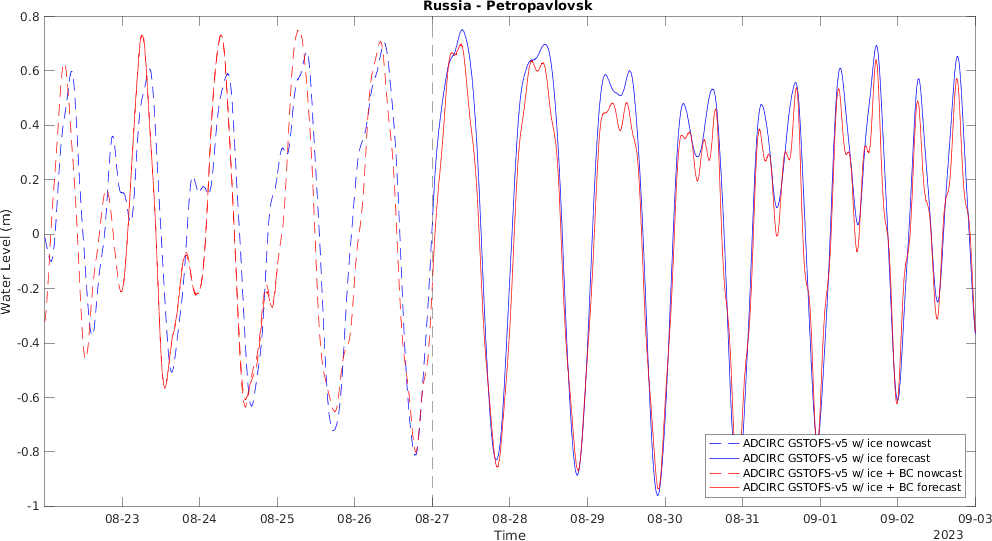 Russia - Petropavlovsk
Water Level (m)
0.8
0.6
0.4
0.2
0
-0.2
-0.4
-0.6
-0.8
-1
ADCIRC GSTOFS-v5 w/ ice nowcast
ADCIRC GSTOFS-v5 w/ ice forecast
ADCIRC GSTOFS-v5 w/ ice + BC nowcast
ADCIRC GSTOFS-v5 w/ ice + BC forecast
08-23 08-24 08-25 08-26 08-27 08-28 08-29 08-30 08-31 09-01 09-02 09-03
Time
2023